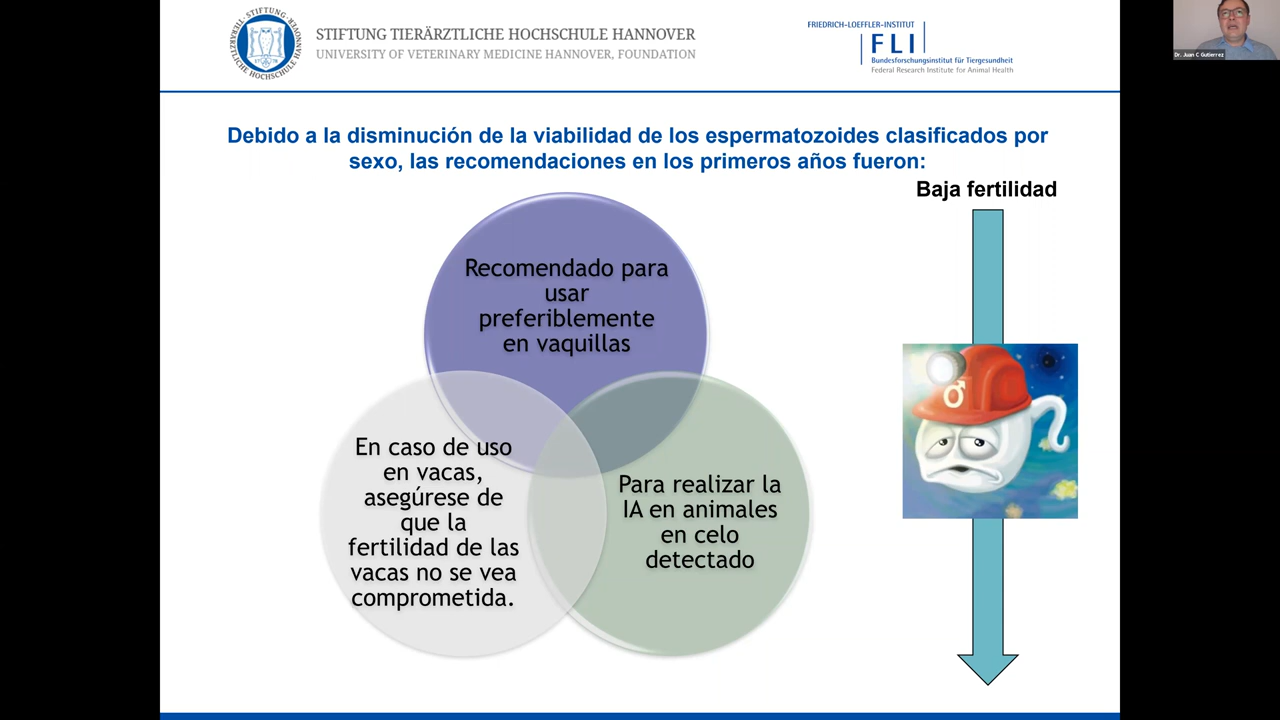 STIFTUNG TIERÄRZTLICHE HOCHSCHULE HANNOVER
UNIVERSITY OF VETERINARY MEDICINE HANNOVER, FOUNDATION
STIFTUNG
TIERÄRZTLICHE HOCHSCHULE HANNOVER
FRIEDRICH-LOEFFLER-INSTITUT
FLI
Bundesforschungsinstitut für Tiergesundheit
Federal Research Institute for Animal Health
Dr. Juan C Gutierrez
Debido a la disminución de la viabilidad de los espermatozoides clasificados por
sexo, las recomendaciones en los primeros años fueron:
Baja fertilidad
Recomendado para
usar
preferiblemente
en vaquillas
En caso de uso
en vacas,
asegúrese de
que la
fertilidad de las
vacas no se vea
comprometida.
Para realizar la
IA en animales
en celo
detectado